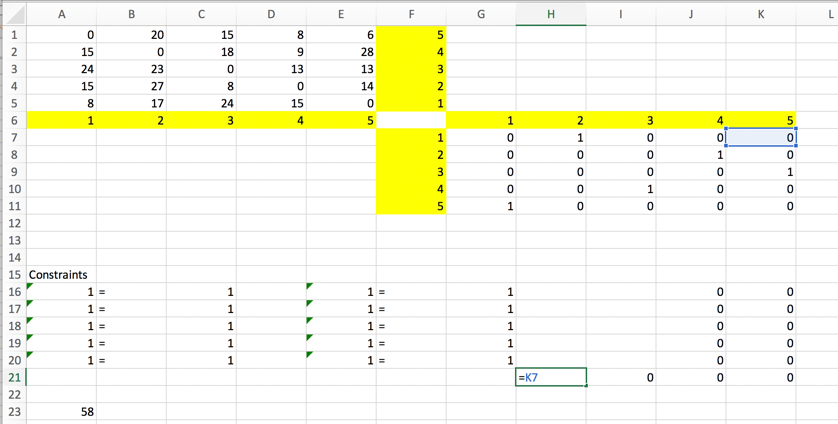 A B C D E F G H I J K L
1 0 20 15 8 6 5
2 15 0 18 9 28 4
3 24 23 0 13 13 3
4 15 27 8 0 14 2
5 8 17 24 15 0 1
6 1 2 3 4 5 1 2 3 4 5
7 1 0 1 0 0 0
8 2 0 0 0 1 0
9 3 0 0 0 0 1
10 4 0 0 1 0 0
11 5 1 0 0 0 0
12
13
14
15 Constraints
16 1 = 1 1 = 1 0 0
17 1 = 1 1 = 1 0 0
18 1 = 1 1 = 1 0 0
19 1 = 1 1 = 1 0 0
20 1 = 1 1 = 1 0 0
21 =K7 0 0 0
22
23 58